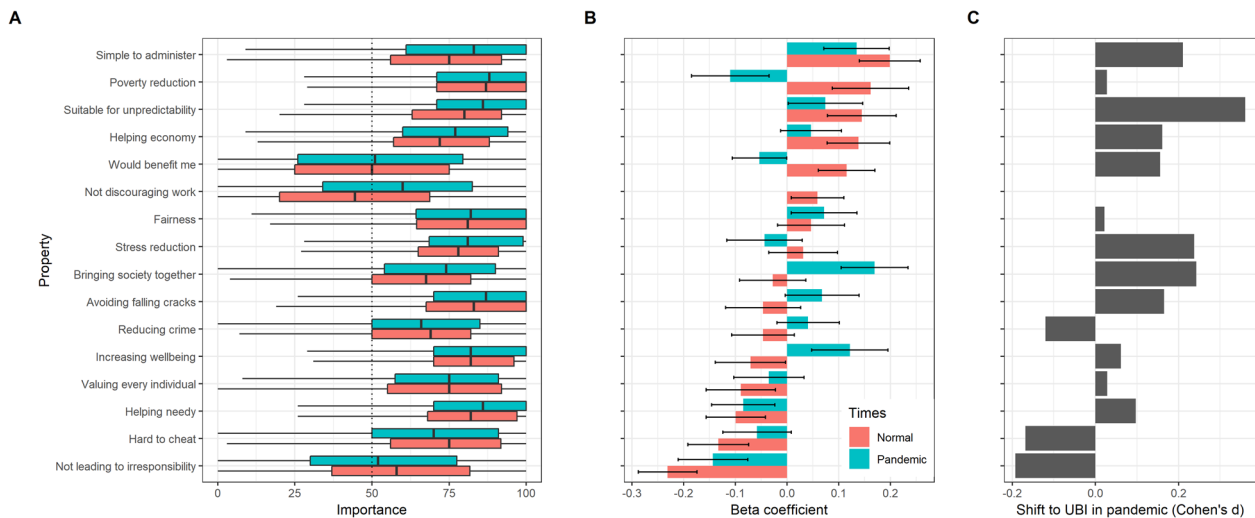 A
B
C
Property
Simple to administer
Poverty reduction
Suitable for unpredictability
Helping economy
Would benefit me
Not discouraging work
Fairness
Stress reduction
Bringing society together
Avoiding falling cracks
Reducing crime
Increasing wellbeing
Valuing every individual
Helping needy
Hard to cheat
Not leading to irresponsibility
0 25 50 75 100
Importance
Times
Normal
Pandemic
-0.3 -0.2 -0.1 0.0 0.1 0.2
Beta coefficient
-0.2 0.0 0.2
Shift to UBI in pandemic (Cohen's d)